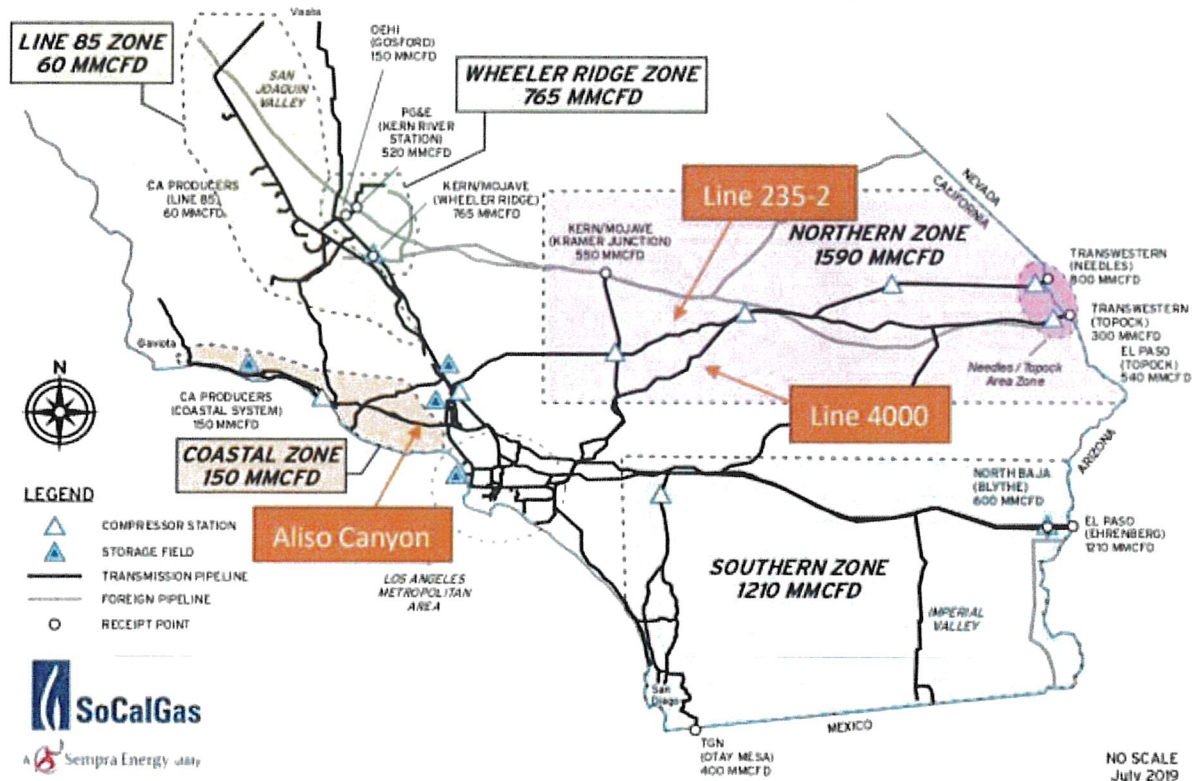 Visalia
LINE 85 ZONE
60 MMCFD
SAN
JOAQUIN
VALLEY
OEHI
(GOSFORD)
150 MMCFD
WHEELER RIDGE ZONE
765 MMCFD
PG&E
(KERN RIVER
STATION)
520 MMCFD
CA PRODUCERS
(LINE 85)
60 MMCFD
KERN/MOJAVE
(WHEELER RIDGE)
765 MMCFD
Line 235-2
NEVADA
CALIFORNIA
KERN/MOJAVE
(KRAMER JUNCTION)
550 MMCFD
NORTHERN ZONE
1590 MMCFD
TRANSWESTERN
(NEEDLES)
800 MMCFD
TRANSWESTERN
(TOPOCK)
300 MMCFD
EL PASO
(TOPOCK)
540 MMCFD
Needles / Topock
Area Zone
Gaviota
N
CA PRODUCERS
(COASTAL SYSTEM)
150 MMCFD
Line 4000
COASTAL ZONE
150 MMCFD
ARIZONA
NORTH BAJA
(BLYTHE)
600 MMCFD
EL PASO
(EHRENBERG)
1210 MMCFD
Aliso Canyon
LOS ANGELES
METROPOLITAN
AREA
SOUTHERN ZONE
1210 MMCFD
IMPERIAL
VALLEY
LEGEND
COMPRESSOR STATION
STORAGE FIELD
TRANSMISSION PIPELINE
FOREIGN PIPELINE
RECEIPT POINT
San
Diego
MEXICO
TGN
(OTAY MESA)
400 MMCFD
SoCalGas
A Sempra Energy utility
NO SCALE
July 2019